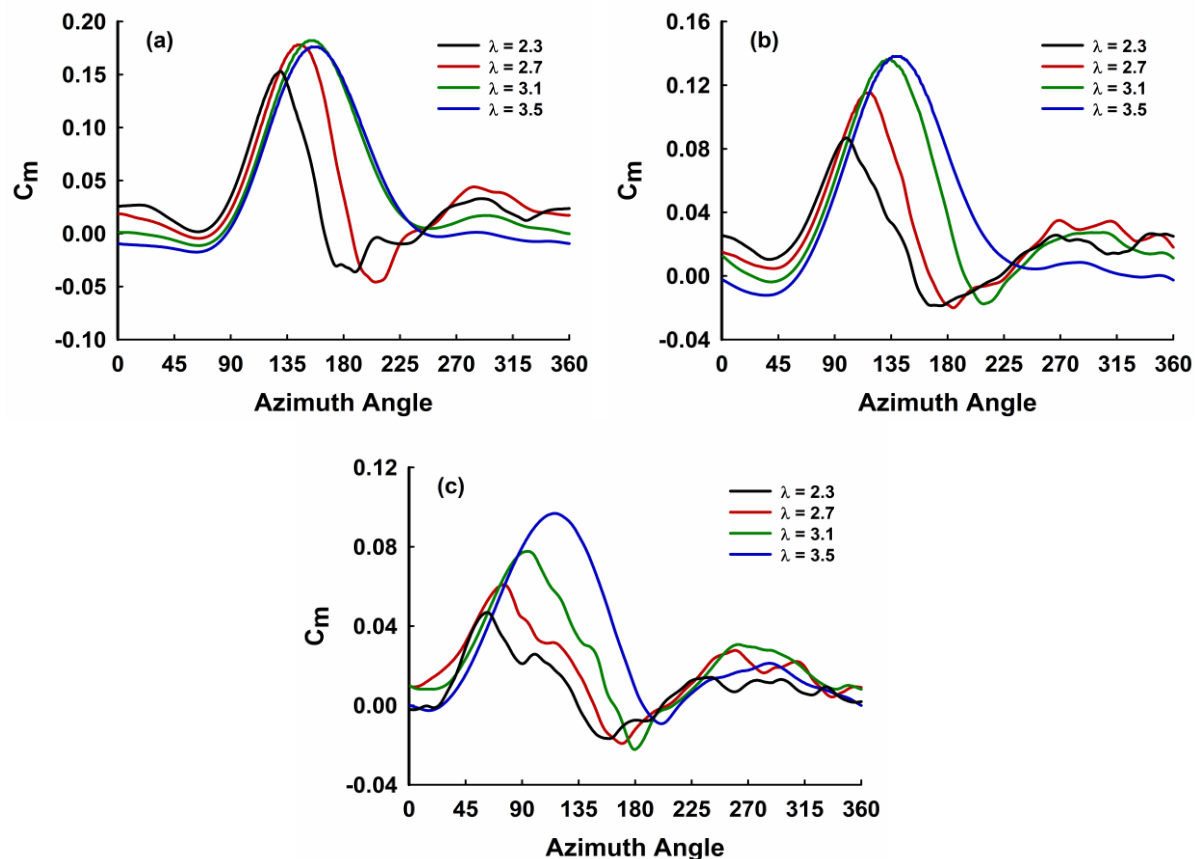 (a)
λ = 2.3
λ = 2.7
λ = 3.1
λ = 3.5
0.20
0.15
0.10
0.05
0.00
-0.05
-0.10
Cm
0 45 90 135 180 225 270 315 360
Azimuth Angle
(b)
λ = 2.3
λ = 2.7
λ = 3.1
λ = 3.5
0.16
0.12
0.08
0.04
0.00
-0.04
Cm
0 45 90 135 180 225 270 315 360
Azimuth Angle
(c)
λ = 2.3
λ = 2.7
λ = 3.1
λ = 3.5
0.12
0.08
0.04
0.00
-0.04
Cm
0 45 90 135 180 225 270 315 360
Azimuth Angle